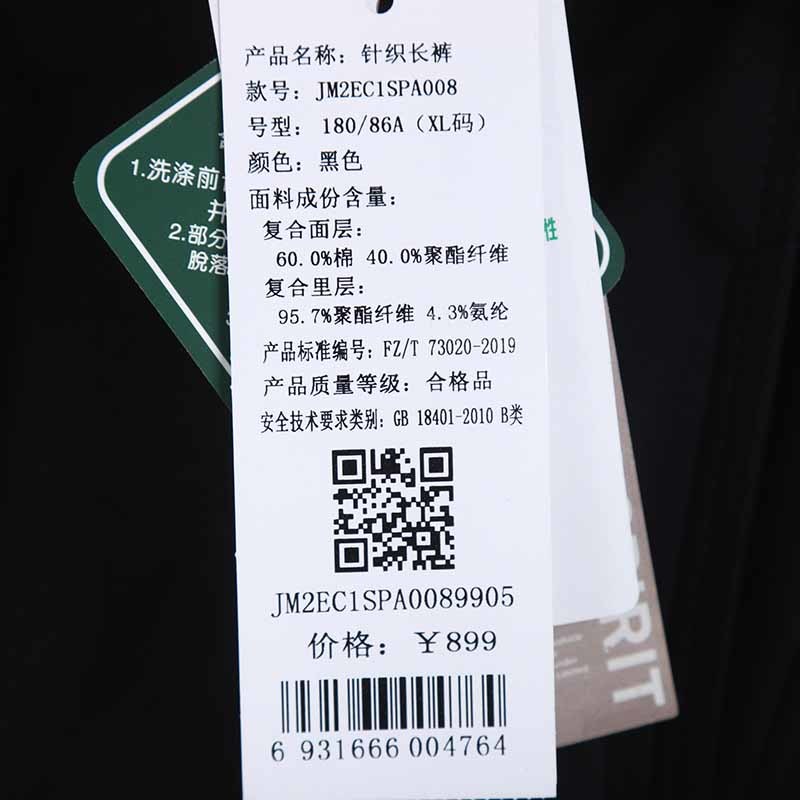 产品名称：针织长裤
款号：JM2EC1SPA008
号型：180/86A（XL码）
颜色：黑色
面料成份含量：
复合面层：
60.0%棉 40.0%聚酯纤维
复合里层：
95.7%聚酯纤维 4.3%氨纶
产品标准编号：FZ/T 73020-2019
产品质量等级：合格品
安全技术要求类别：GB 18401-2010 B类
JM2EC1SPA0089905
价格：￥899
6 931666 004764
1.洗涤前
并
2.部分
脱落
性
RIT